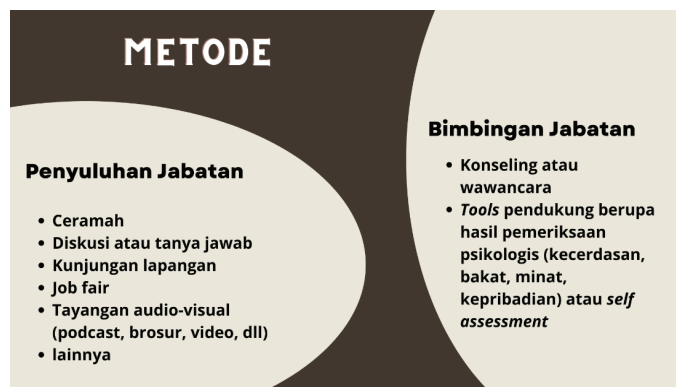 METODE
Penyuluhan Jabatan
• Ceramah
• Diskusi atau tanya jawab
• Kunjungan lapangan
• Job fair
• Tayangan audio-visual
(podcast, brosur, video, dll)
• lainnya
Bimbingan Jabatan
• Konseling atau
wawancara
• Tools pendukung berupa
hasil pemeriksaan
psikologis (kecerdasan,
bakat, minat,
kepribadian) atau self
assessment